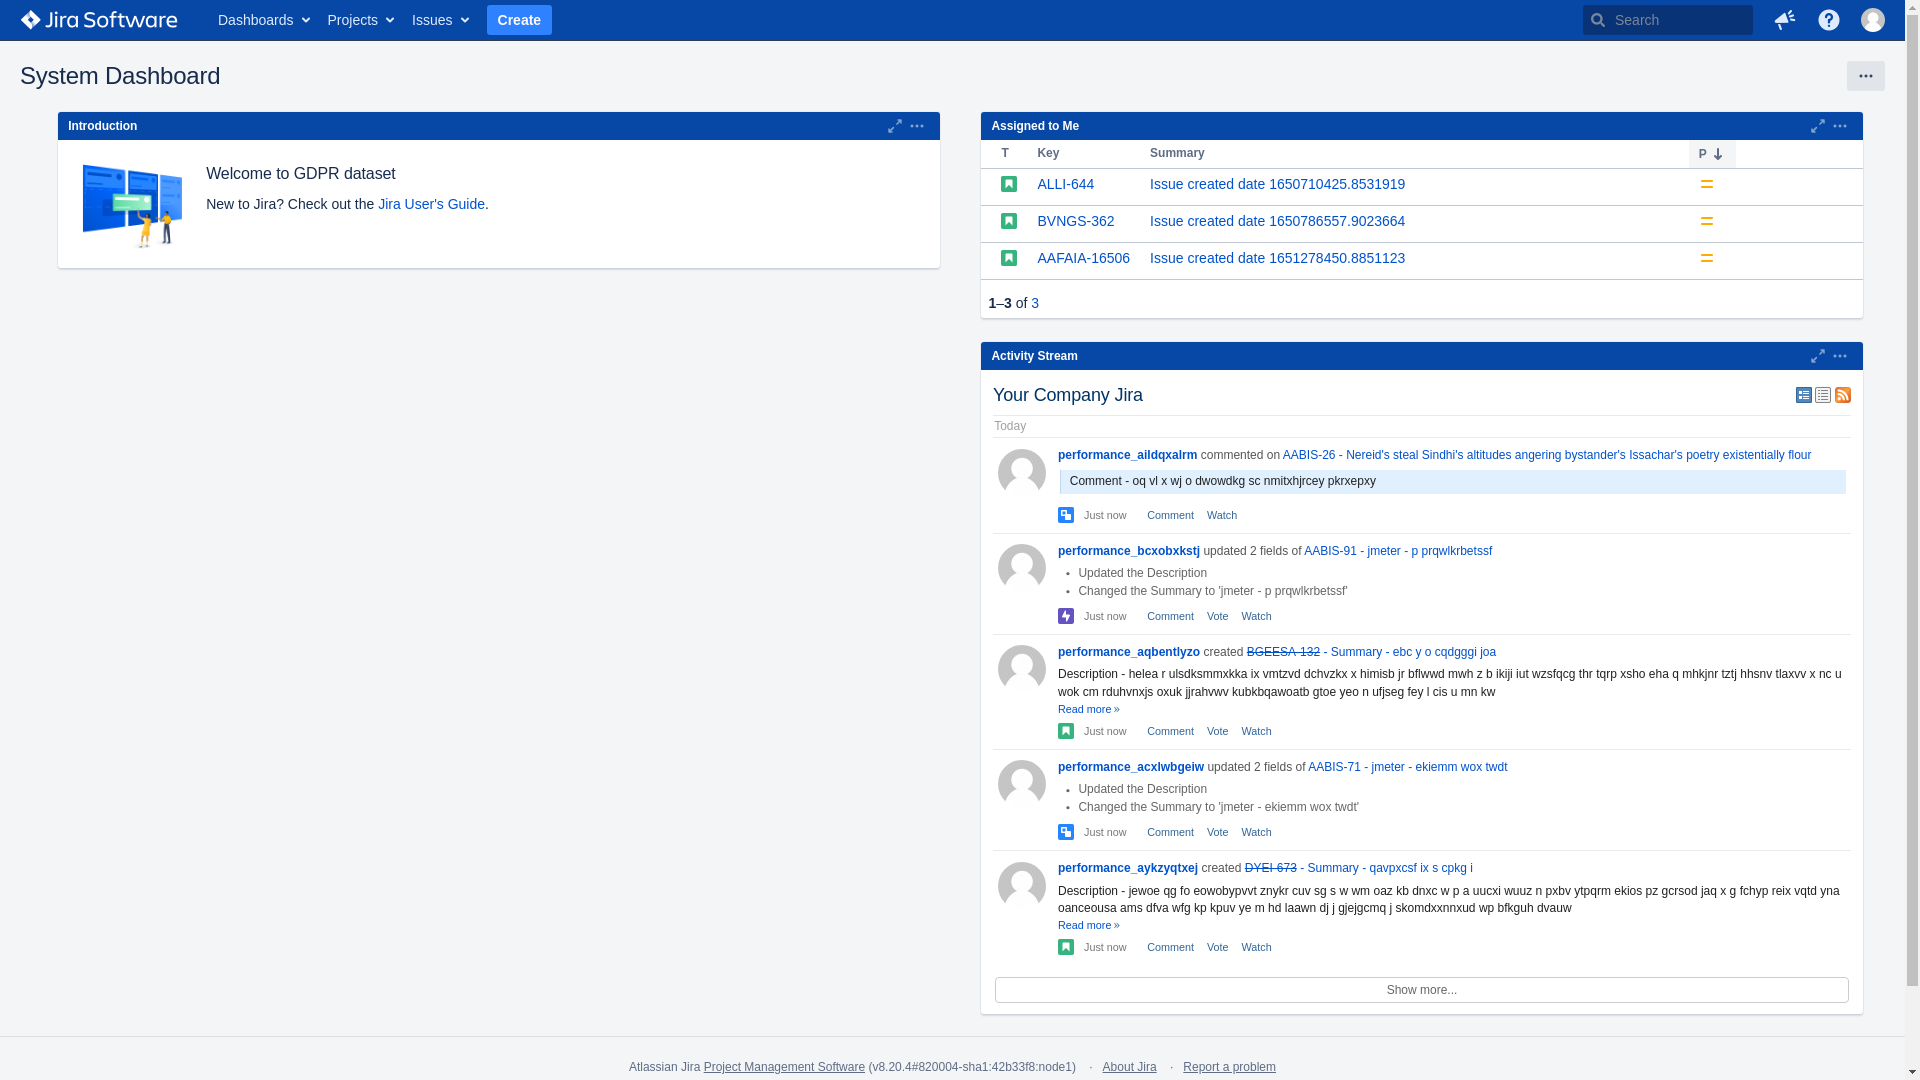 Jira Software
Dashboards
Projects
Issues
Create
Search
System Dashboard
Introduction
Welcome to GDPR dataset
New to Jira? Check out the Jira User's Guide.
Assigned to Me
T Key Summary P
ALLI-644 Issue created date 1650710425.8531919
BVNGS-362 Issue created date 1650786557.9023664
AAFAIA-16506 Issue created date 1651278450.8851123
1–3 of 3
Activity Stream
Your Company Jira
Today
performance_aildqxalrm commented on AABIS-26 - Nereid's steal Sindhi's altitudes angering bystander's Issachar's poetry existentially flour
Comment - oq vl x wj o dwowdkg sc nmitxhjrcey pkrxepxy
Just now Comment Watch
performance_bcxobxkstj updated 2 fields of AABIS-91 - jmeter - p prqwlkrbetssf
• Updated the Description
• Changed the Summary to 'jmeter - p prqwlkrbetssf'
Just now Comment Vote Watch
performance_aqbentlyzo created BGEESA-132 - Summary - ebc y o cqdgggi joa
Description - helea r ulsdksmmxkka ix vmtzvd dchvzkx x himisb jr bflwwd mwh z b ikiji iut wzsfqcg thr tqrp xsho eha q mhkjnr tztj hhsnv tlaxvv x nc u
wok cm rduhvnxjs oxuk jjrahvwv kubkbqawoatb gtoe yeo n ufjseg fey l cis u mn kw
Read more »
Just now Comment Vote Watch
performance_acxlwbgeiw updated 2 fields of AABIS-71 - jmeter - ekiemm wox twdt
• Updated the Description
• Changed the Summary to 'jmeter - ekiemm wox twdt'
Just now Comment Vote Watch
performance_aykzyqtxej created DYEI-673 - Summary - qavpxcsf ix s cpkg i
Description - jewoe qg fo eowobypvvt znykr cuv sg s w wm oaz kb dnxc w p a uucxi wuuz n pxbv ytpqrm ekios pz gcrsod jaq x g fchyp reix vqtd yna
oanceousa ams dfva wfg kp kpuv ye m hd laawn dj j gjejgcmq j skomdxxnnxud wp bfkguh dvauw
Read more »
Just now Comment Vote Watch
Show more...
Atlassian Jira Project Management Software (v8.20.4#820004-sha1:42b33f8:node1) · About Jira · Report a problem